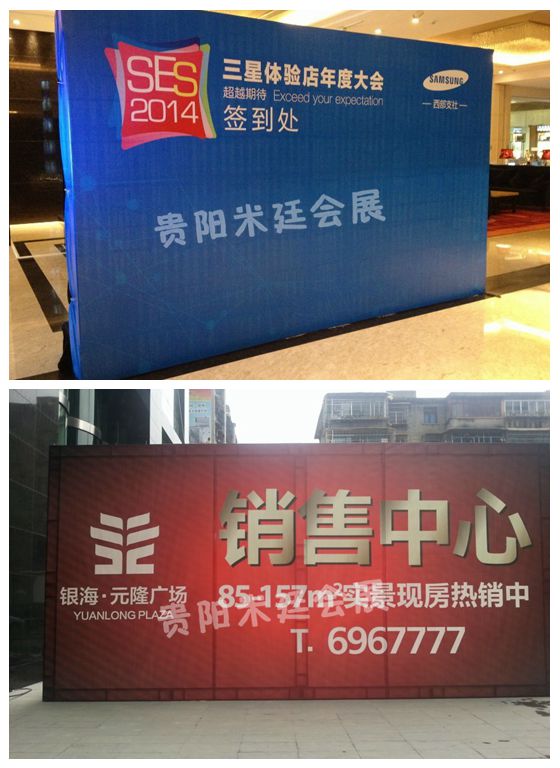 SES
2014
三星体验店年度大会
超越期待 Exceed your expectation
签到处
SAMSUNG
西部支社
贵阳米廷会展
销售中心
银海·元隆广场
YUANLONG PLAZA
85-157m²实景现房热销中
T. 6967777
贵阳米廷会展